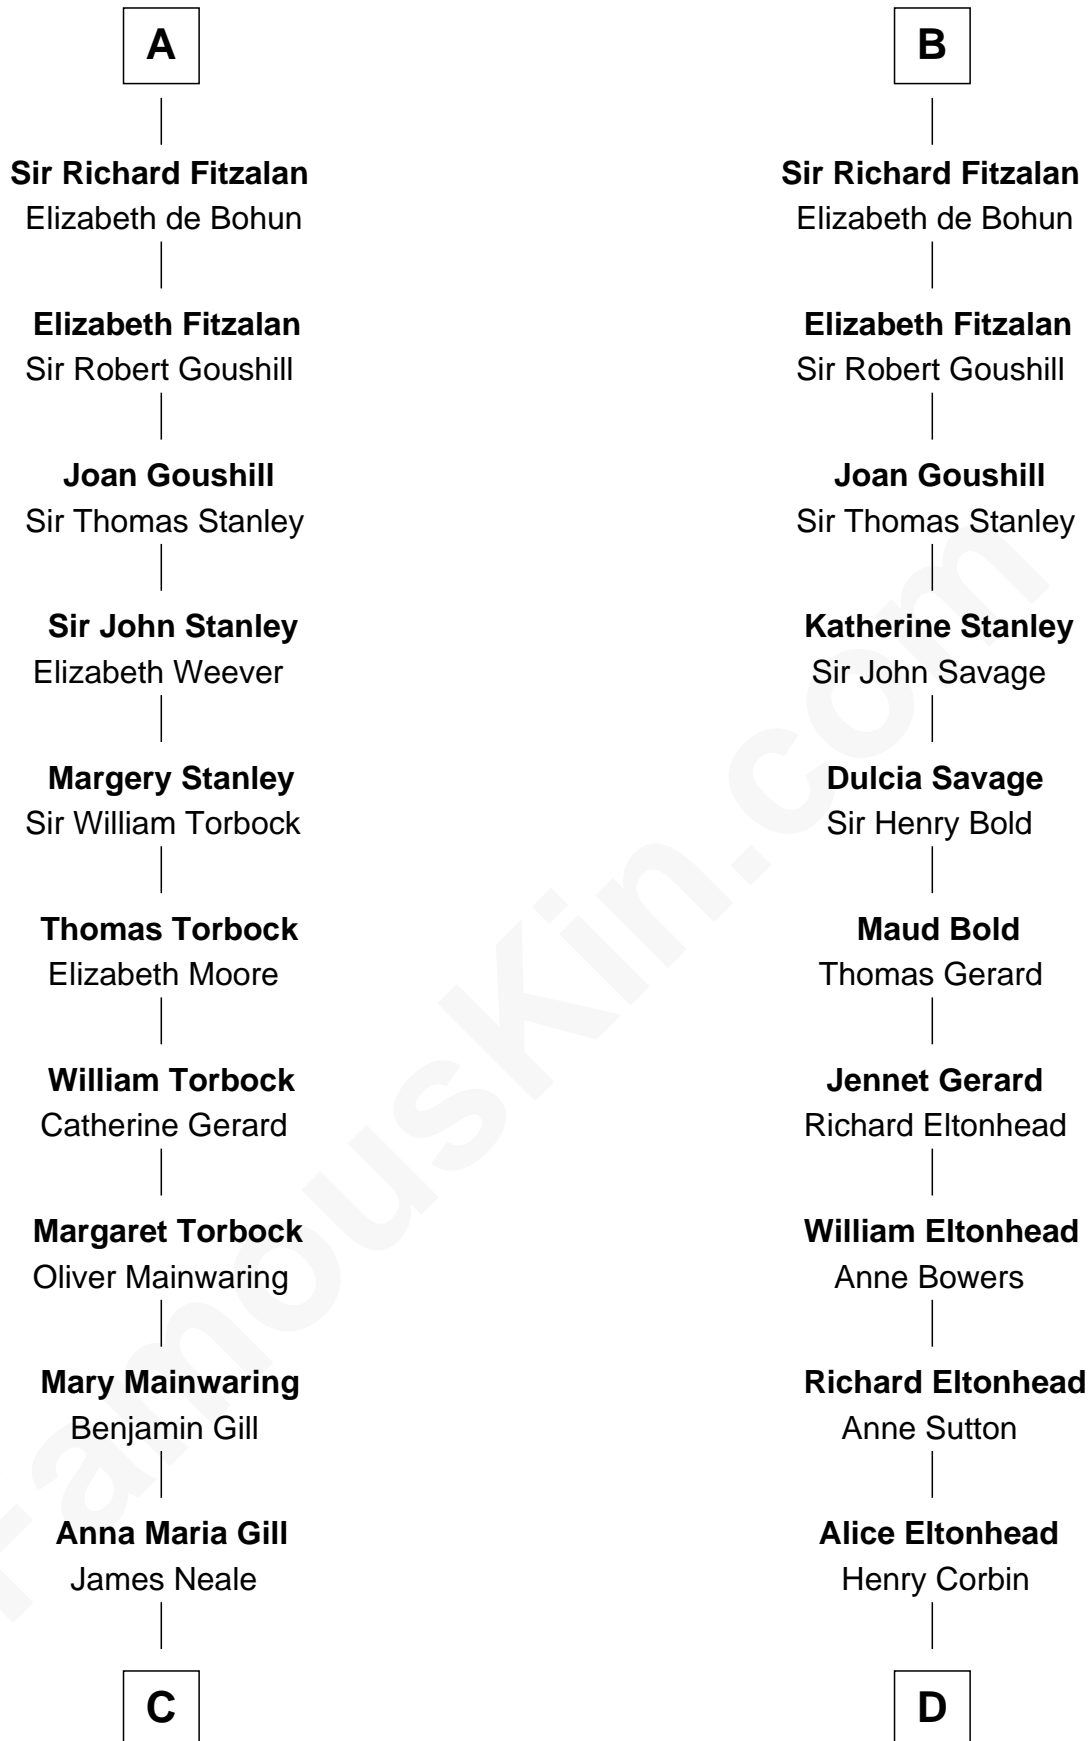 A
Sir Richard Fitzalan
Elizabeth de Bohun
Elizabeth Fitzalan
Sir Robert Goushill
Joan Goushill
Sir Thomas Stanley
Sir John Stanley
Elizabeth Weever
Margery Stanley
Sir William Torbock
Thomas Torbock
Elizabeth Moore
William Torbock
Catherine Gerard
Margaret Torbock
Oliver Mainwaring
Mary Mainwaring
Benjamin Gill
Anna Maria Gill
James Neale
C
B
Sir Richard Fitzalan
Elizabeth de Bohun
Elizabeth Fitzalan
Sir Robert Goushill
Joan Goushill
Sir Thomas Stanley
Katherine Stanley
Sir John Savage
Dulcia Savage
Sir Henry Bold
Maud Bold
Thomas Gerard
Jennet Gerard
Richard Eltonhead
William Eltonhead
Anne Bowers
Richard Eltonhead
Anne Sutton
Alice Eltonhead
Henry Corbin
D
FamousKin.com